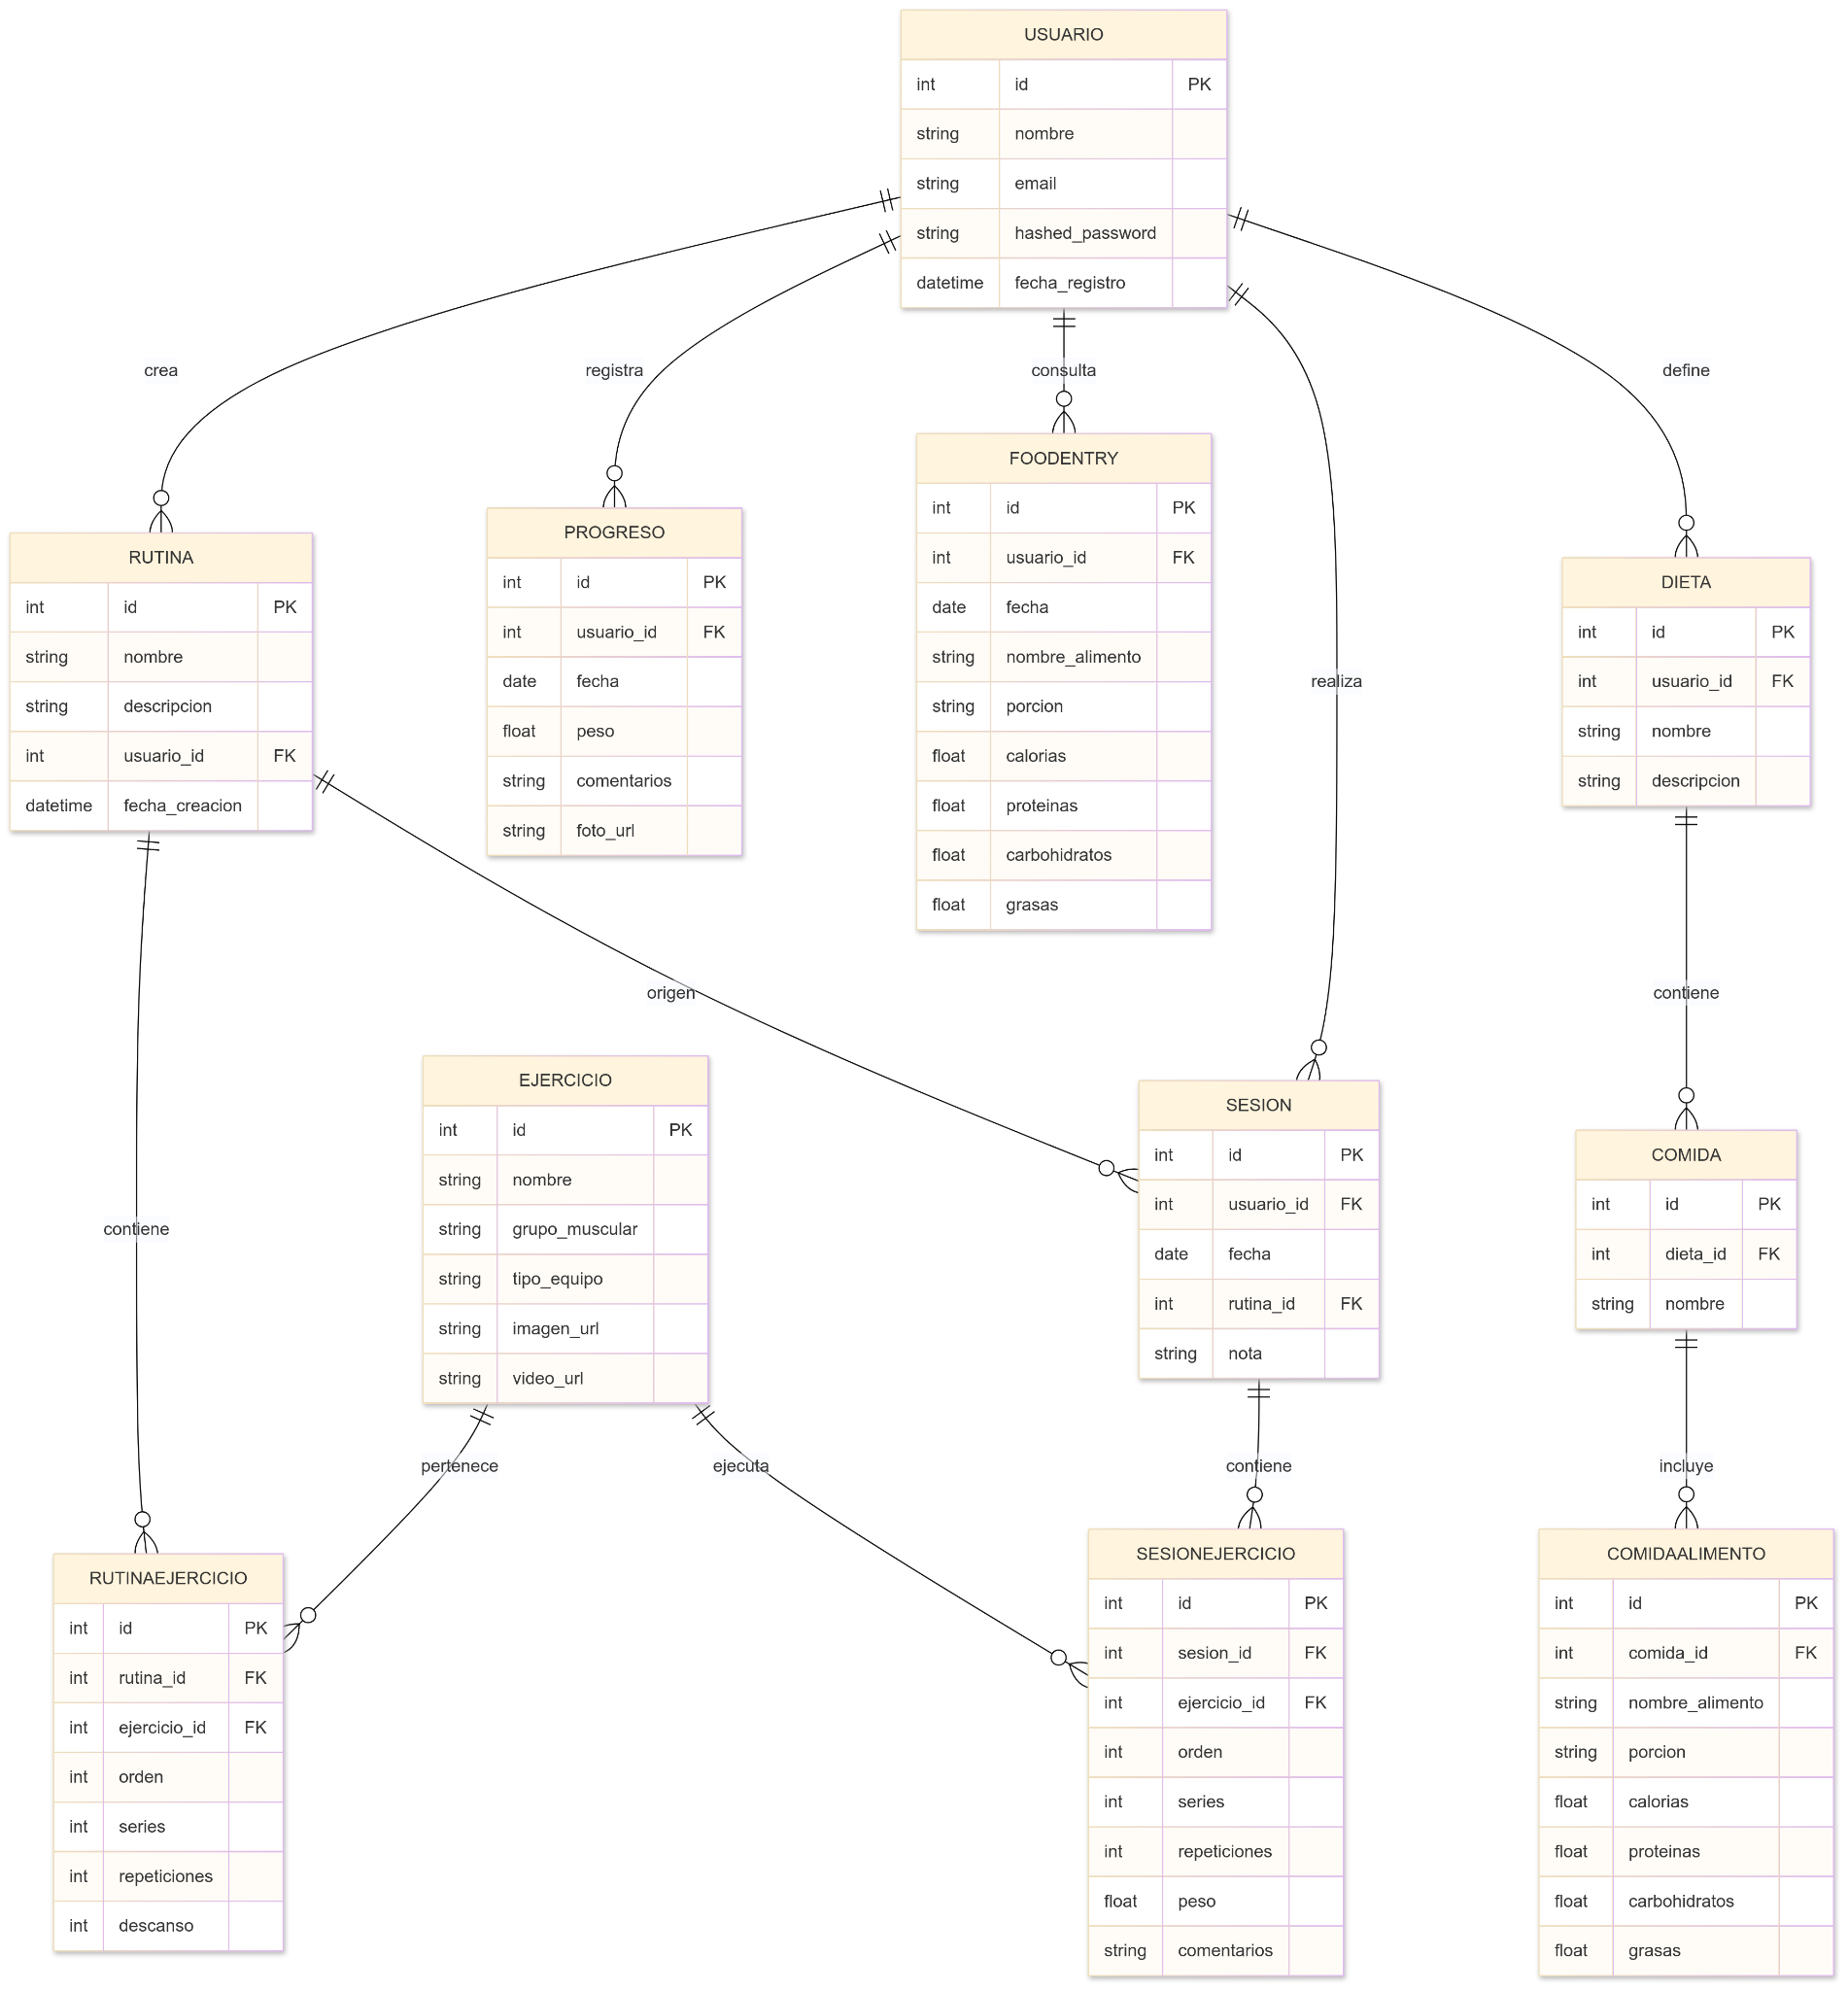 USUARIO
int id PK
string nombre
string email
string hashed_password
datetime fecha_registro
crea
registra
consulta
define
FOODENTRY
int id PK
int usuario_id FK
date fecha
string nombre_alimento
string porcion
float calorias
float proteinas
float carbohidratos
float grasas
PROGRESO
int id PK
int usuario_id FK
date fecha
float peso
string comentarios
string foto_url
RUTINA
int id PK
string nombre
string descripcion
int usuario_id FK
datetime fecha_creacion
DIETA
int id PK
int usuario_id FK
string nombre
string descripcion
realiza
origen
contiene
EJERCICIO
int id PK
string nombre
string grupo_muscular
string tipo_equipo
string imagen_url
string video_url
SESION
int id PK
int usuario_id FK
date fecha
int rutina_id FK
string nota
COMIDA
int id PK
int dieta_id FK
string nombre
contiene
pertenece
ejecuta
contiene
incluye
RUTINAEJERCICIO
int id PK
int rutina_id FK
int ejercicio_id FK
int orden
int series
int repeticiones
int descanso
SESIONEJERCICIO
int id PK
int sesion_id FK
int ejercicio_id FK
int orden
int series
int repeticiones
float peso
string comentarios
COMIDAALIMENTO
int id PK
int comida_id FK
string nombre_alimento
string porcion
float calorias
float proteinas
float carbohidratos
float grasas